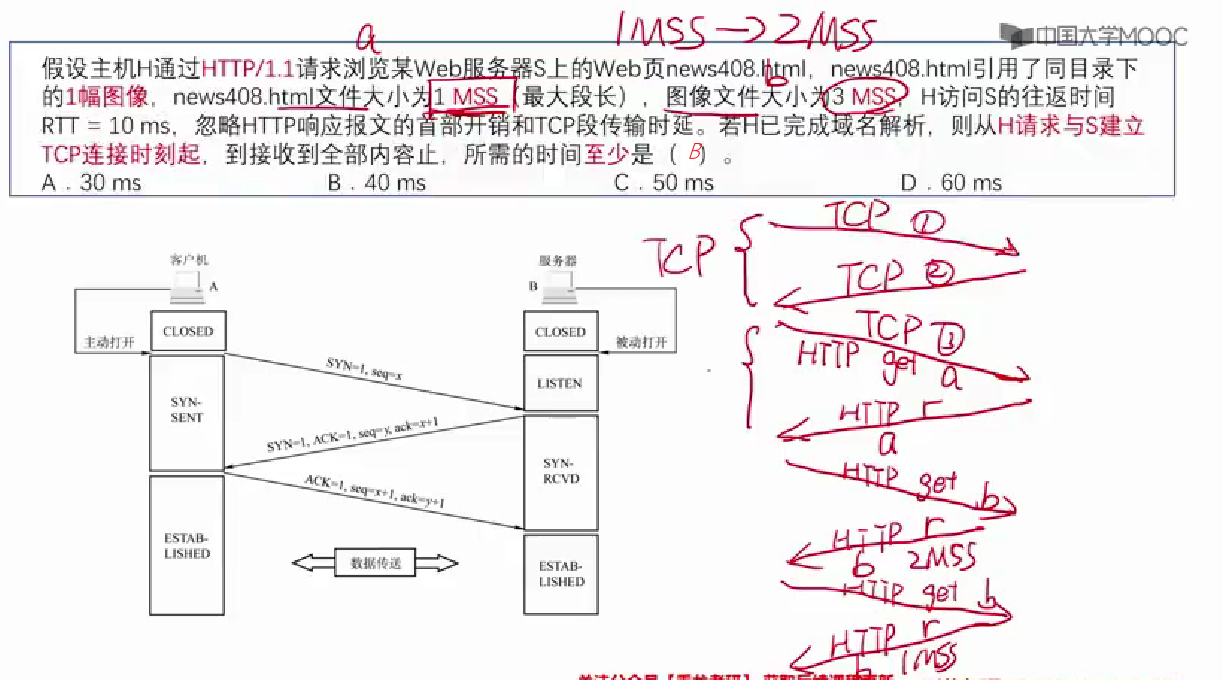 a
1MSS→2MSS
中国大学MOOC
假设主机H通过HTTP/1.1请求浏览某Web服务器S上的Web页news408.html，news408.html引用了同目录下
b
的1幅图像，news408.html文件大小为1 MSS（最大段长），图像文件大小为3 MSS，H访问S的往返时间
RTT = 10 ms，忽略HTTP响应报文的首部开销和TCP段传输时延。若H已完成域名解析，则从H请求与S建立
TCP连接时刻起，到接收到全部内容止，所需的时间至少是（ B ）。
A．30 ms B．40 ms C．50 ms D．60 ms
客户机
A
服务器
B
CLOSED
CLOSED
主动打开
被动打开
SYN=1, seq=x
LISTEN
SYN-
SENT
SYN=1, ACK=1, seq=y, ack=x+1
SYN-
RCVD
ACK=1, seq=x+1, ack=y+1
ESTAB-
LISHED
数据传送
ESTAB-
LISHED
TCP
TCP ①
TCP ②
TCP ③
HTTP get a
HTTP r
a
HTTP get b
HTTP r
b 2MSS
HTTP get b
HTTP r
b 1MSS